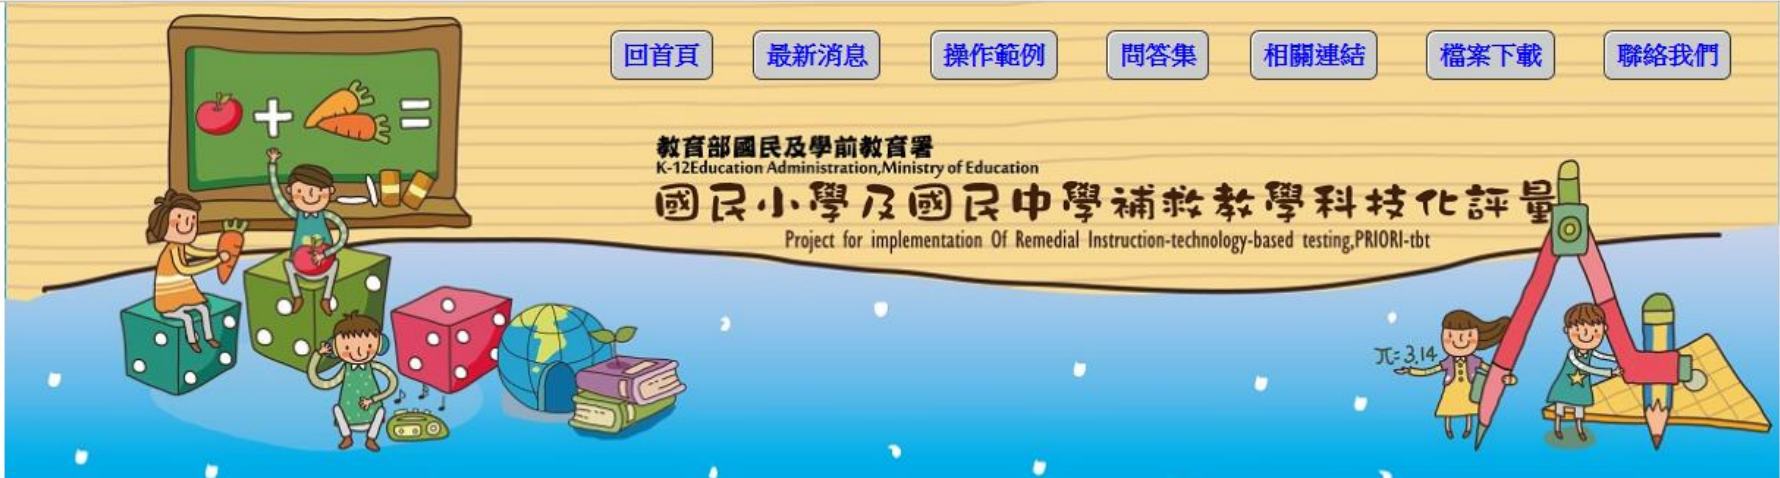 回首頁 最新消息 操作範例 問答集 相關連結 檔案下載 聯絡我們
教育部國民及學前教育署
K-12Education Administration,Ministry of Education
國民小學及國民中學補救教學科技化評量
Project for implementation Of Remedial Instruction-technology-based testing,PRIORI-tbt
π=3.14